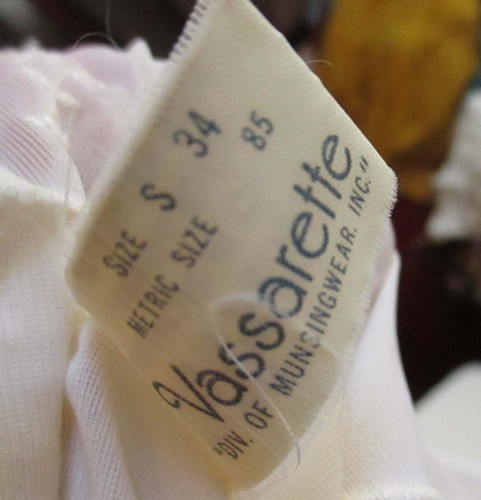 SIZE S 34
METRIC SIZE 85
Vassarette
"DIV. OF MUNSINGWEAR, INC."